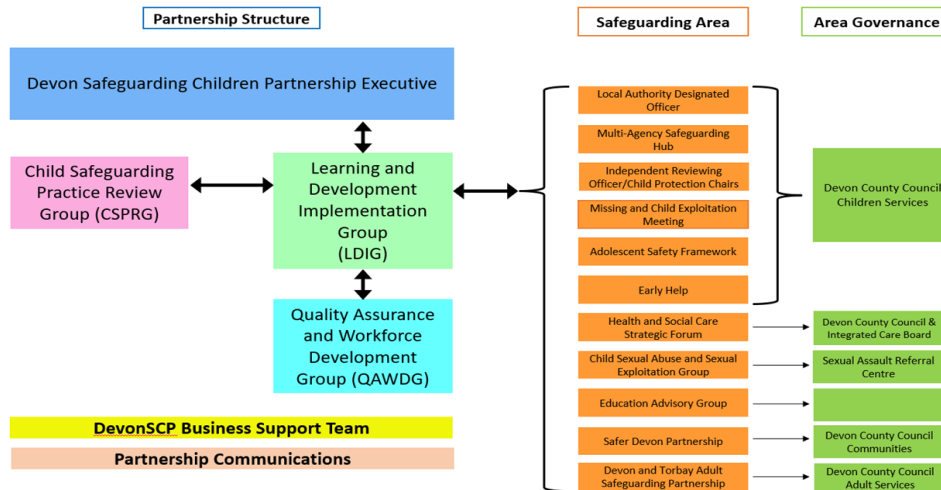 Partnership Structure
Safeguarding Area
Area Governance
Devon Safeguarding Children Partnership Executive
Child Safeguarding
Practice Review
Group (CSPRG)
Learning and
Development
Implementation
Group
(LDIG)
Quality Assurance
and Workforce
Development
Group (QAWDG)
DevonSCP Business Support Team
Partnership Communications
Local Authority Designated
Officer
Multi-Agency Safeguarding
Hub
Independent Reviewing
Officer/Child Protection Chairs
Missing and Child Exploitation
Meeting
Adolescent Safety Framework
Early Help
Health and Social Care
Strategic Forum
Child Sexual Abuse and Sexual
Exploitation Group
Education Advisory Group
Safer Devon Partnership
Devon and Torbay Adult
Safeguarding Partnership
Devon County Council
Children Services
Devon County Council &
Integrated Care Board
Sexual Assault Referral
Centre
Devon County Council
Communities
Devon County Council
Adult Services